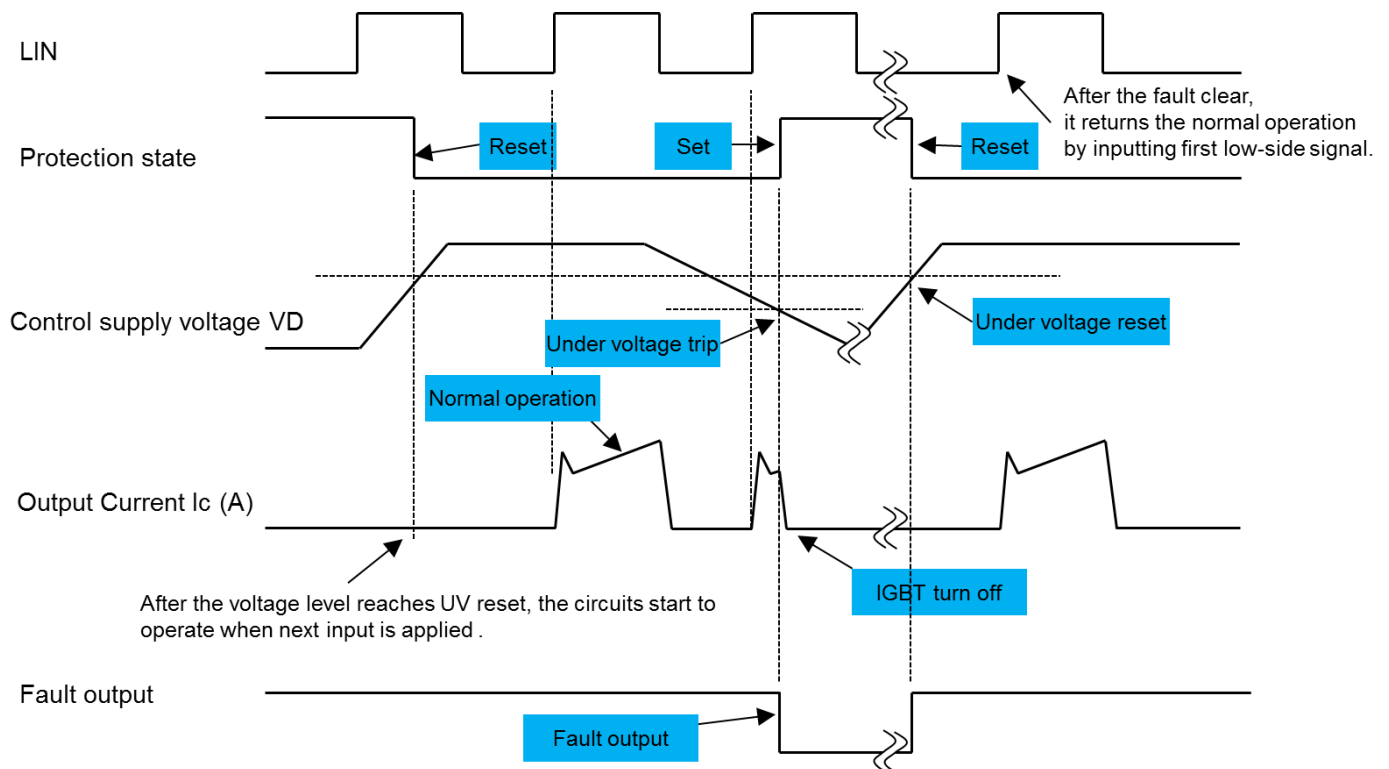 LIN
After the fault clear,
it returns the normal operation
by inputting first low-side signal.
Protection state
Reset
Set
Reset
Control supply voltage VD
Under voltage trip
Under voltage reset
Normal operation
Output Current Ic (A)
IGBT turn off
After the voltage level reaches UV reset, the circuits start to
operate when next input is applied .
Fault output
Fault output